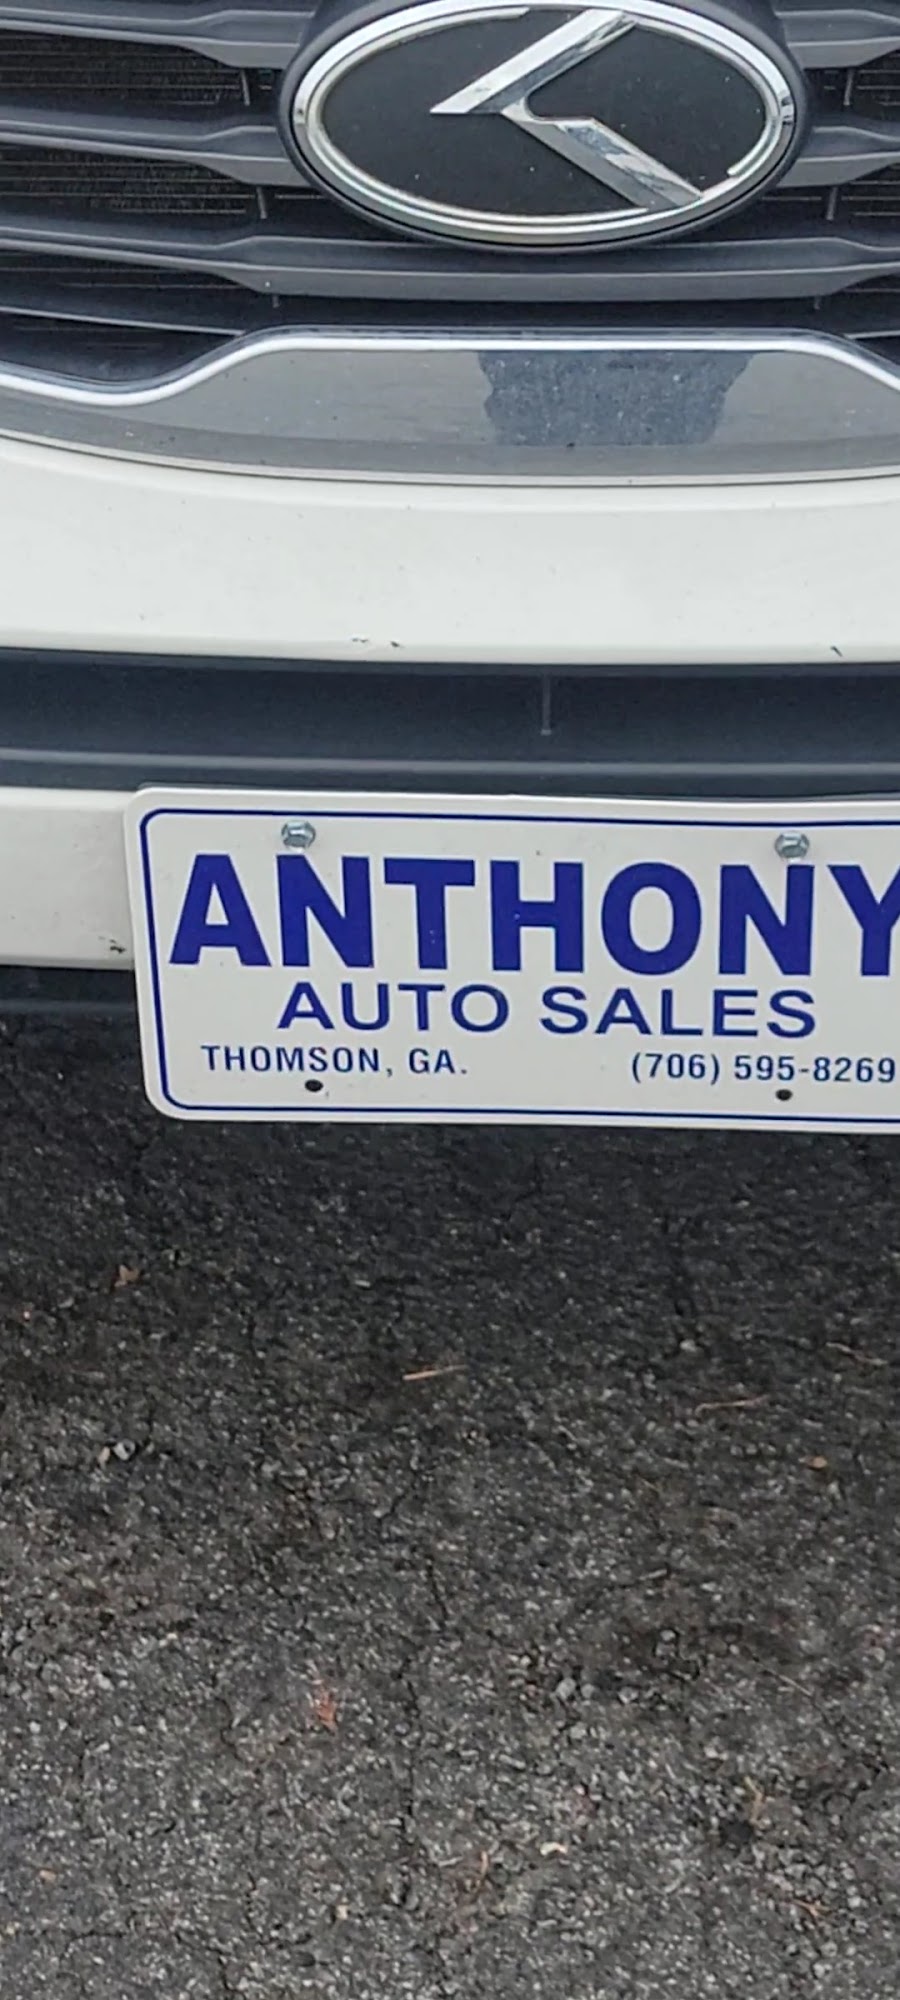 ANTHONY
AUTO SALES
THOMSON, GA. (706) 595-8269